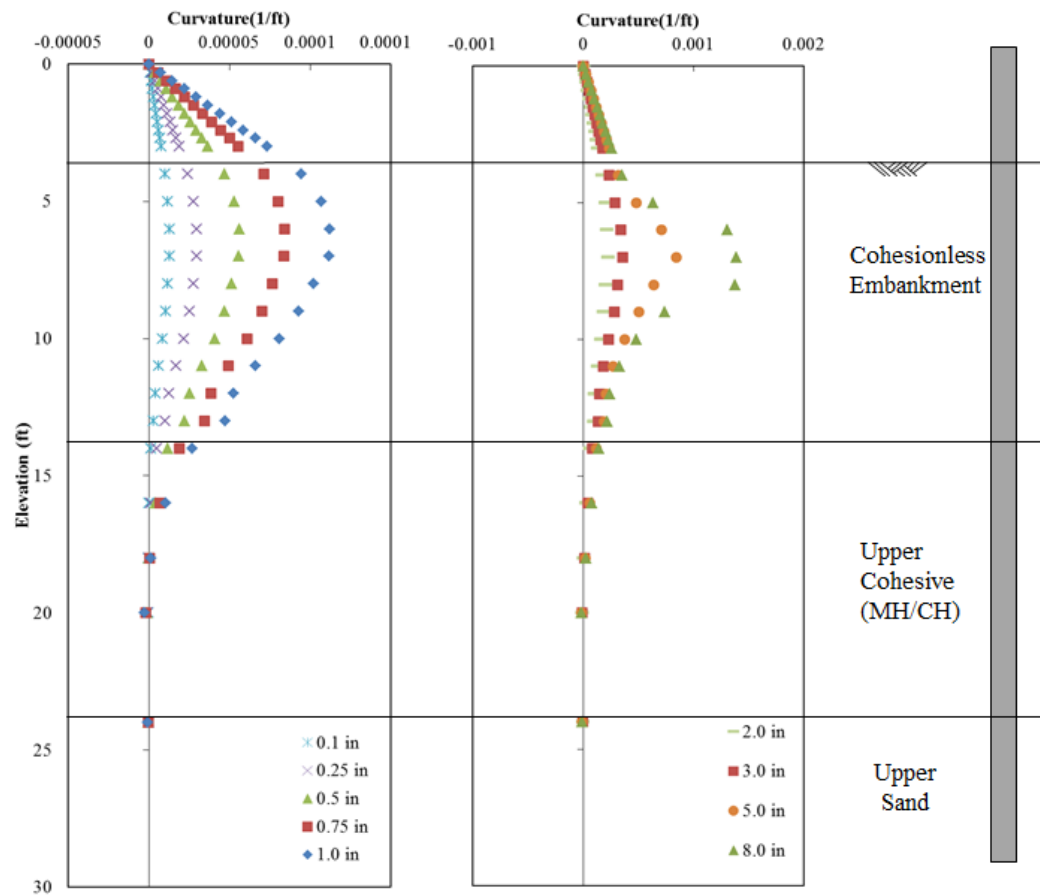 Curvature(1/ft)
-0.00005 0 0.00005 0.0001 0.0001
Curvature(1/ft)
-0.001 0 0.001 0.002
Elevation (ft)
0
5
10
15
20
25
30
0.1 in
0.25 in
0.5 in
0.75 in
1.0 in
2.0 in
3.0 in
5.0 in
8.0 in
Cohesionless
Embankment
Upper
Cohesive
(MH/CH)
Upper
Sand